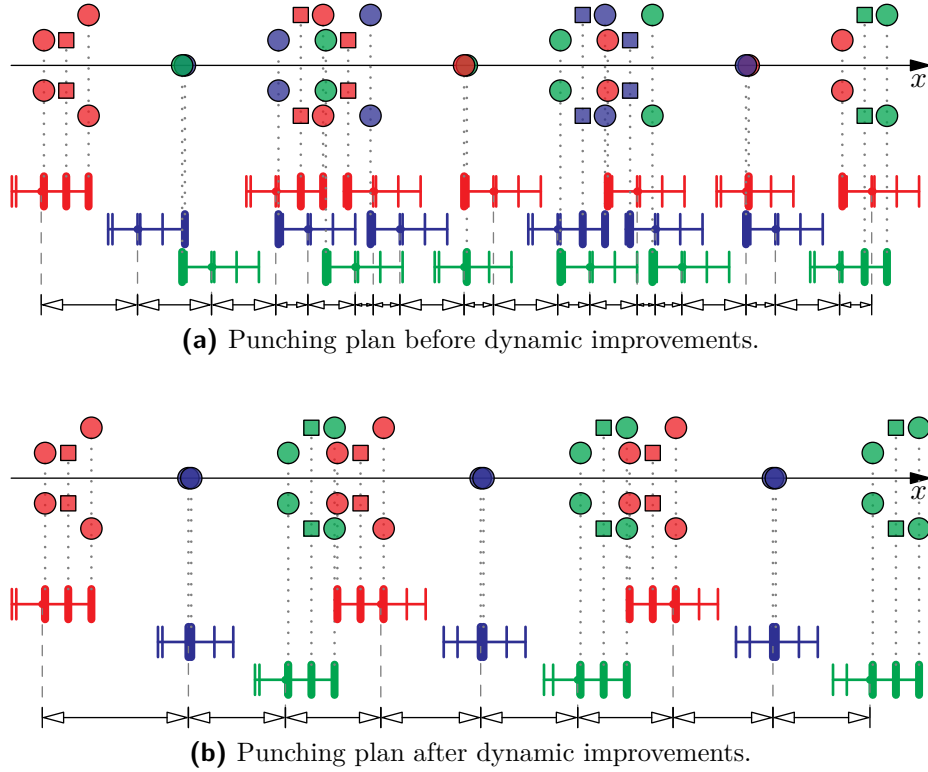 x
(a) Punching plan before dynamic improvements.
x
(b) Punching plan after dynamic improvements.